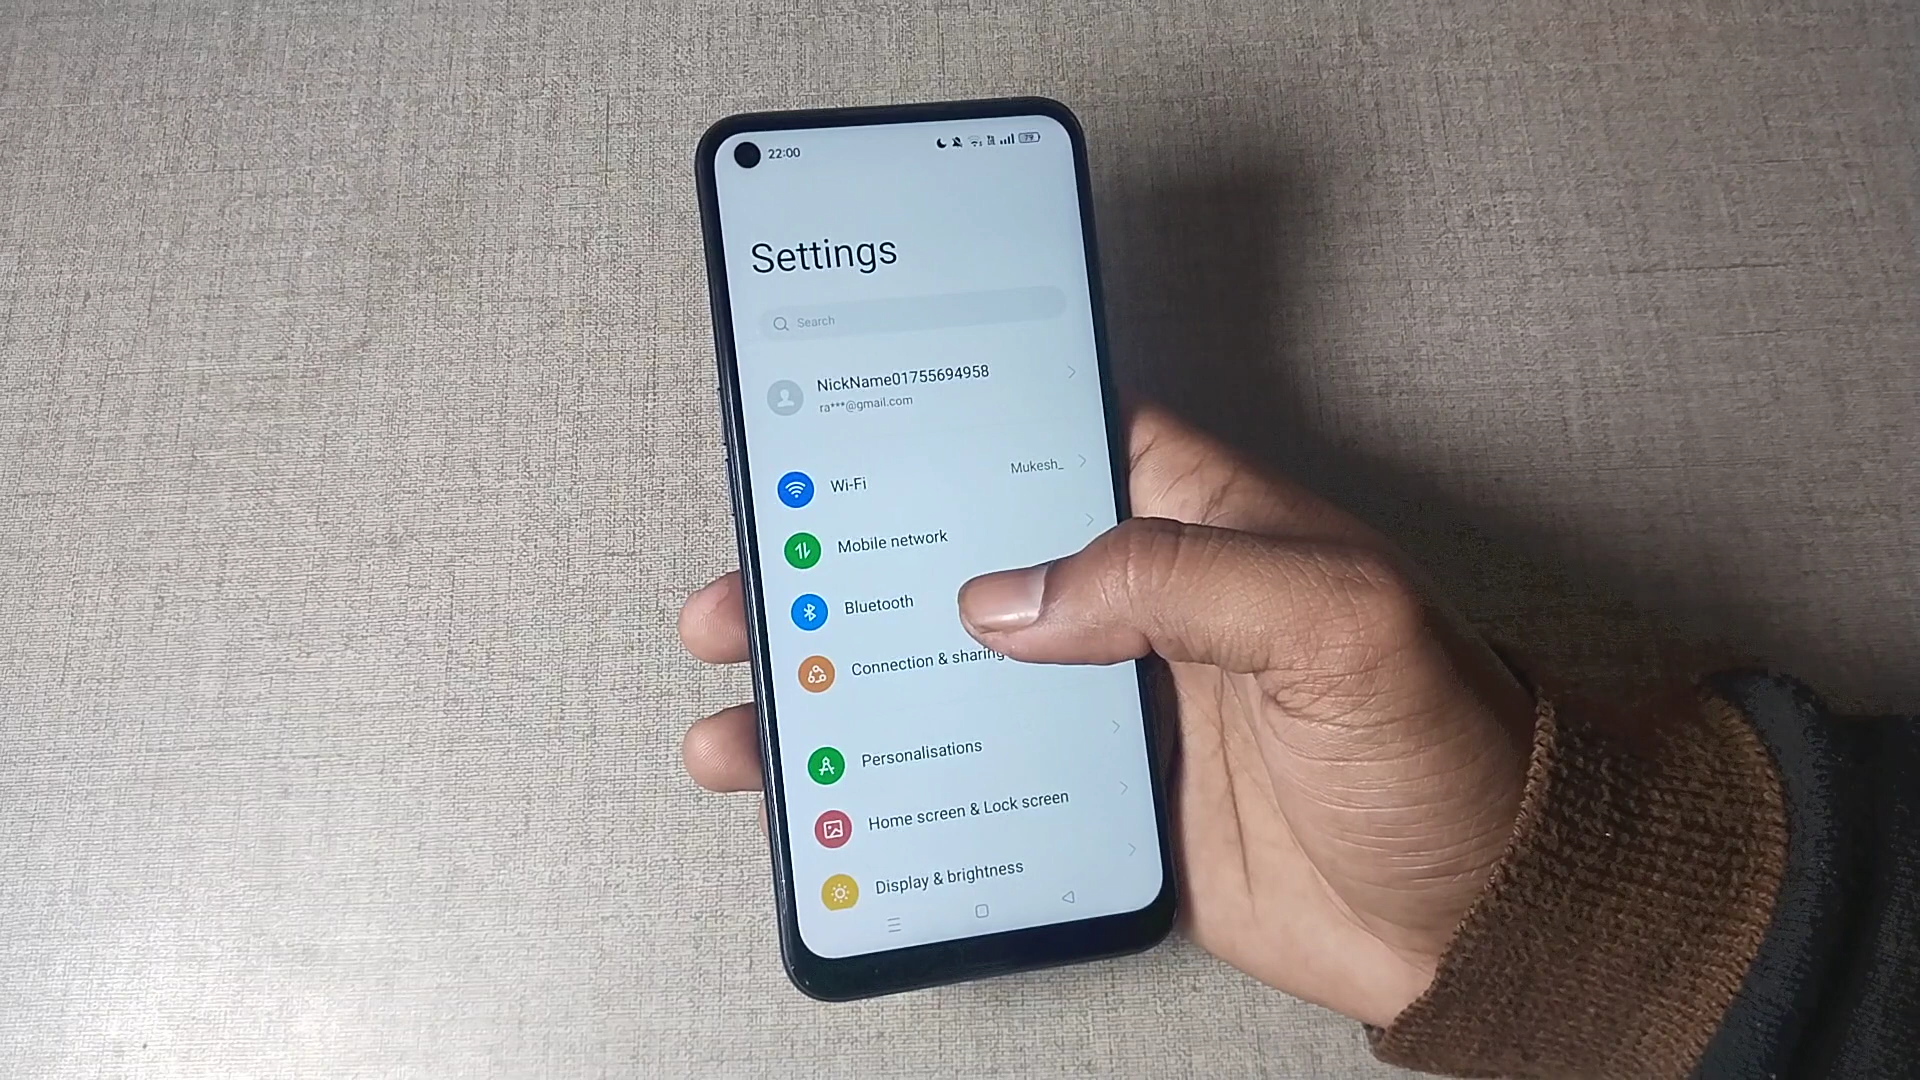 22:00
79
Settings
Search
NickName01755694958
ra***@gmail.com
Wi-Fi
Mukesh_
Mobile network
Bluetooth
Connection & sharing
Personalisations
Home screen & Lock screen
Display & brightness